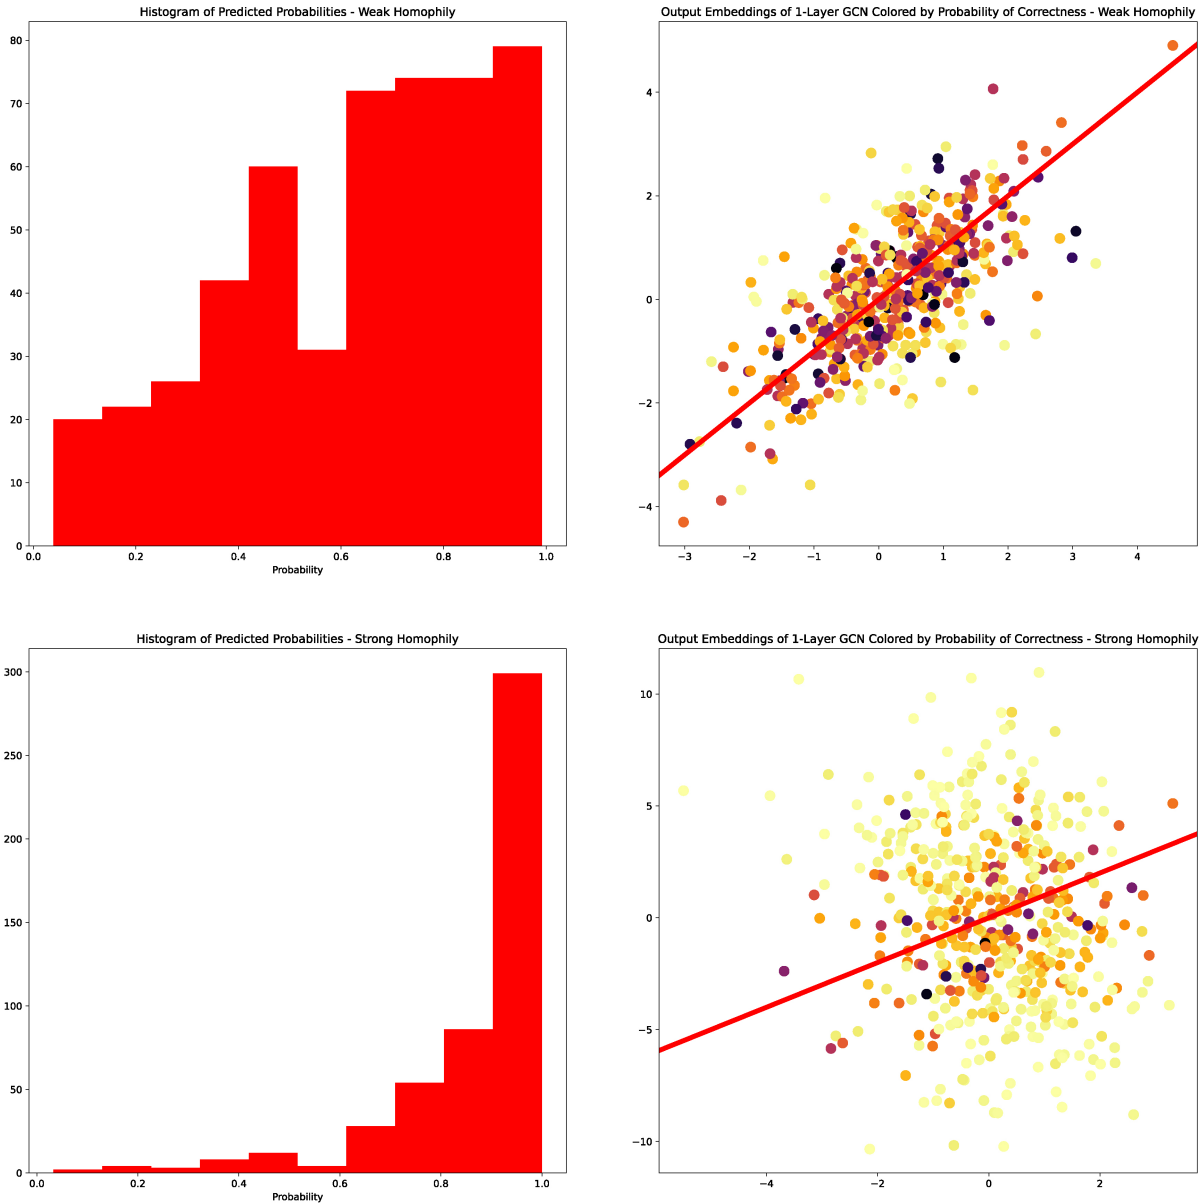 Histogram of Predicted Probabilities - Weak Homophily
80
70
60
50
40
30
20
10
0
0.0 0.2 0.4 0.6 0.8 1.0
Probability
Output Embeddings of 1-Layer GCN Colored by Probability of Correctness - Weak Homophily
4
2
0
−2
−4
−3 −2 −1 0 1 2 3 4
Histogram of Predicted Probabilities - Strong Homophily
300
250
200
150
100
50
0
0.0 0.2 0.4 0.6 0.8 1.0
Probability
Output Embeddings of 1-Layer GCN Colored by Probability of Correctness - Strong Homophily
10
5
0
−5
−10
−4 −2 0 2